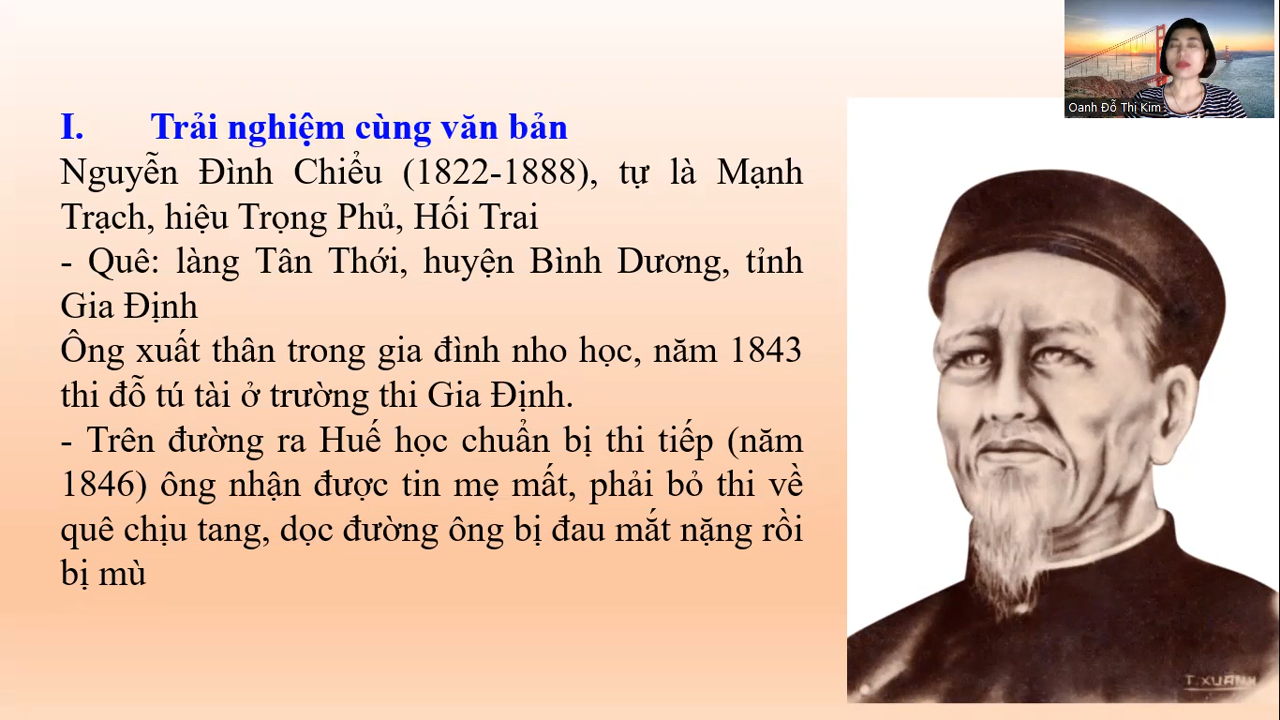 Oanh Đỗ Thị Kim
I. Trải nghiệm cùng văn bản
Nguyễn Đình Chiểu (1822-1888), tự là Mạnh
Trạch, hiệu Trọng Phủ, Hối Trai
- Quê: làng Tân Thới, huyện Bình Dương, tỉnh
Gia Định
Ông xuất thân trong gia đình nho học, năm 1843
thi đỗ tú tài ở trường thi Gia Định.
- Trên đường ra Huế học chuẩn bị thi tiếp (năm
1846) ông nhận được tin mẹ mất, phải bỏ thi về
quê chịu tang, dọc đường ông bị đau mắt nặng rồi
bị mù
T.XUÂNH